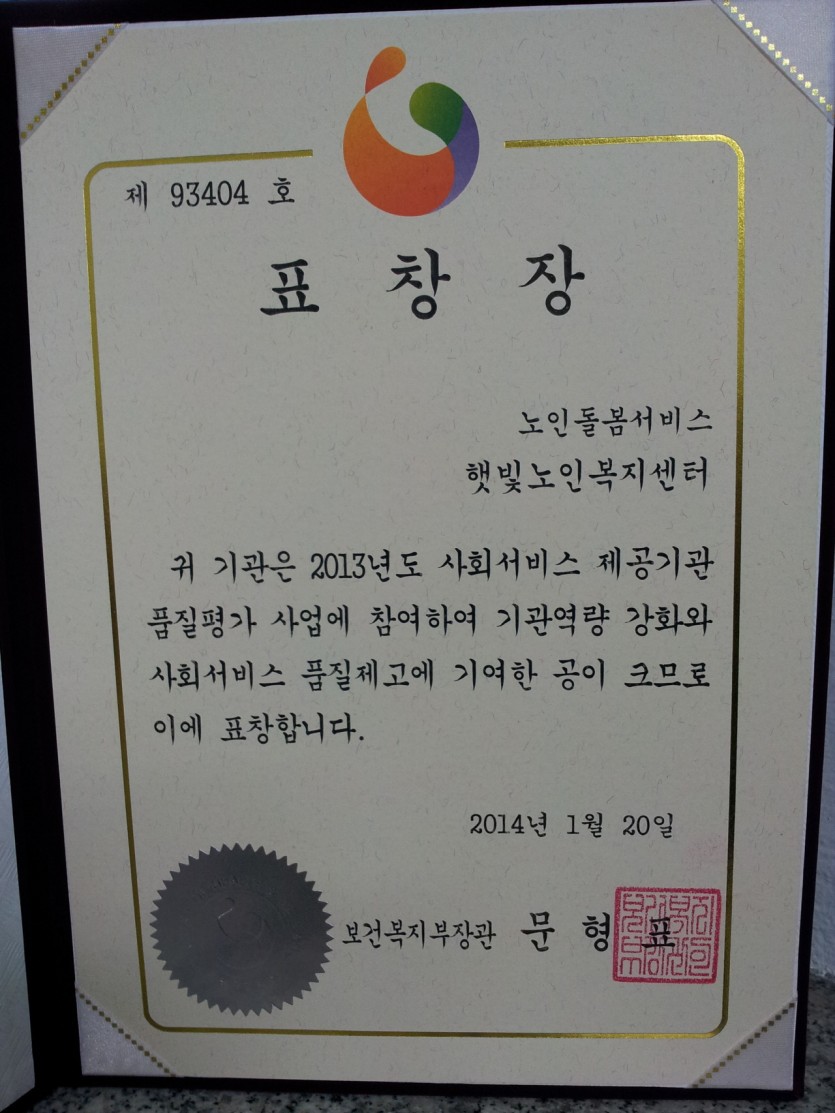 제 93404 호
표 창 장
노인돌봄서비스
햇빛노인복지센터
귀 기관은 2013년도 사회서비스 제공기관
품질평가 사업에 참여하여 기관역량 강화와
사회서비스 품질제고에 기여한 공이 크므로
이에 표창합니다.
2014년 1월 20일
보건복지부장관 문 형 표